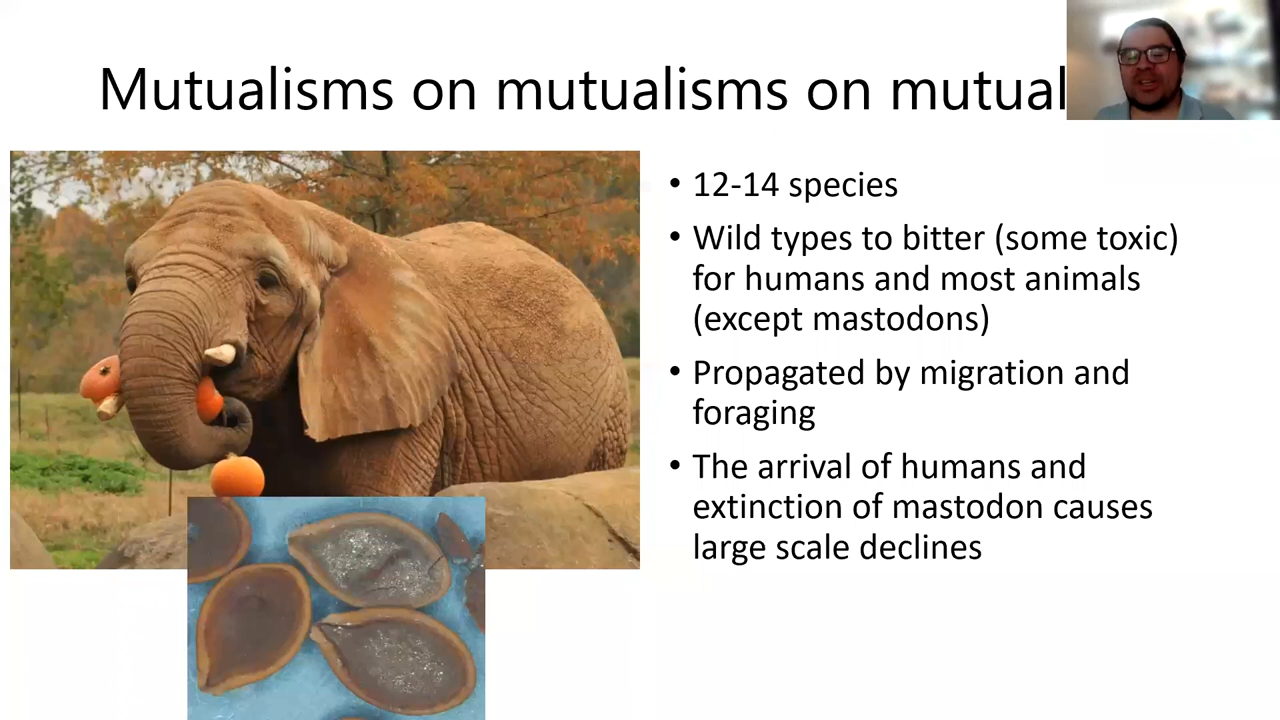 Mutualisms on mutualisms on mutual
• 12-14 species
• Wild types to bitter (some toxic)
for humans and most animals
(except mastodons)
• Propagated by migration and
foraging
• The arrival of humans and
extinction of mastodon causes
large scale declines